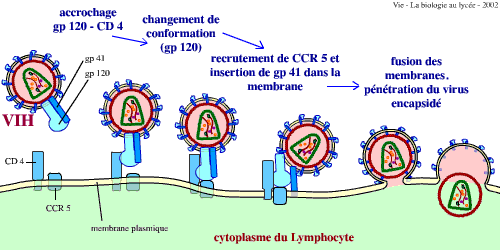 Vie - La biologie au lycée - 2002
accrochage
gp 120 - CD 4
changement de
conformation
(gp 120)
recrutement de CCR 5 et
insertion de gp 41 dans la
membrane
fusion des
membranes,
pénétration du virus
encapsidé
gp 41
gp 120
VIH
CD 4
CCR 5
membrane plasmique
cytoplasme du Lymphocyte